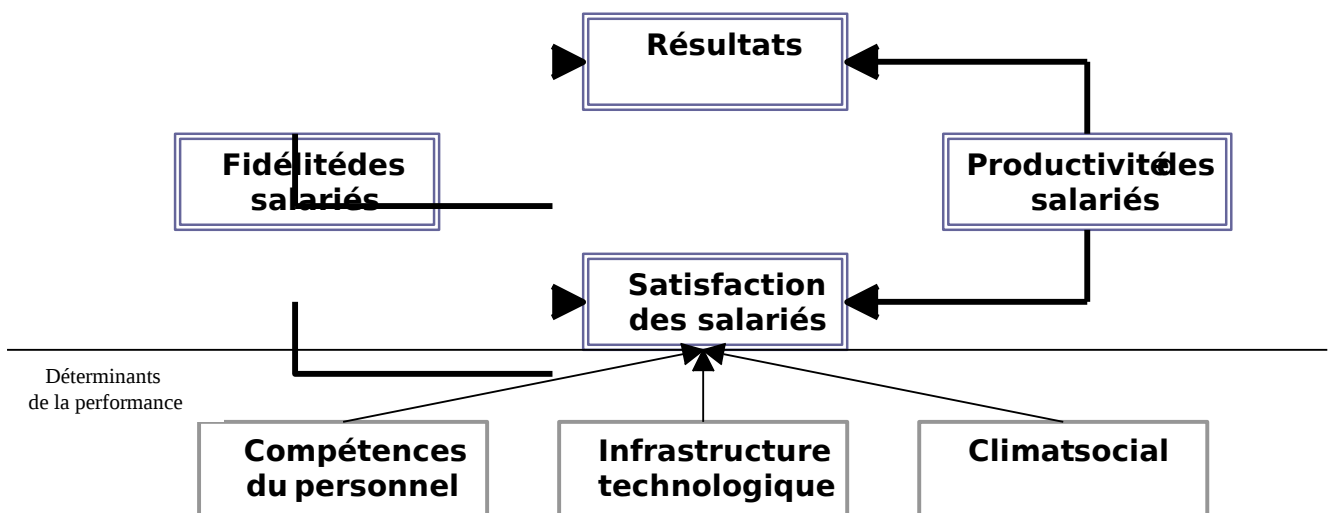 Résultats
Fidélitédes
salariés
Productivitédes
salariés
Satisfaction
des salariés
Déterminants
de la performance
Compétences
du personnel
Infrastructure
technologique
Climatsocial